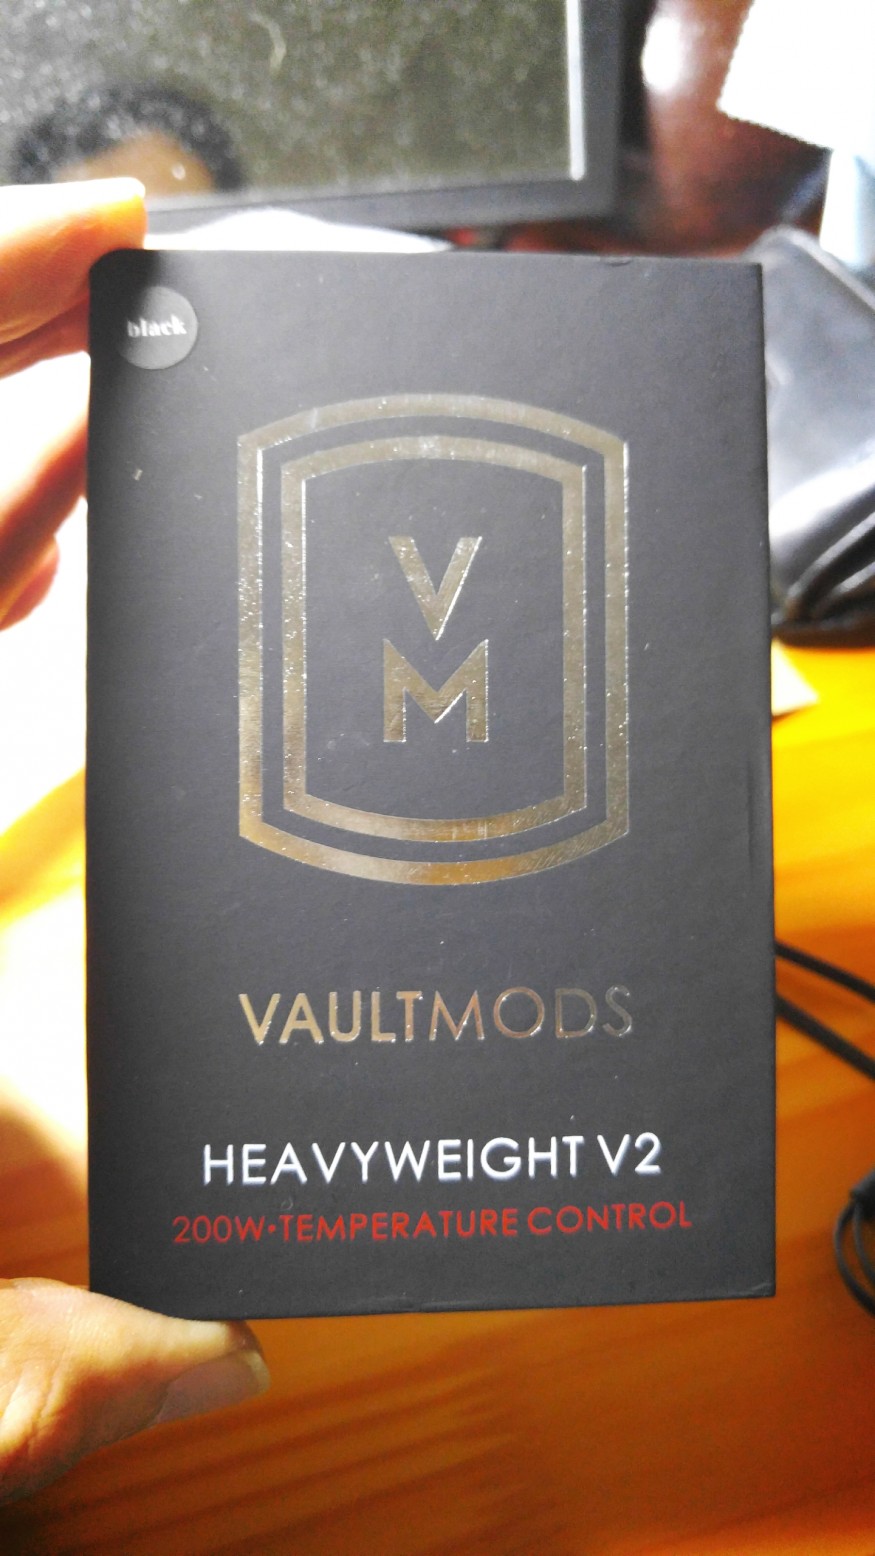 black
V
M
VAULTMODS
HEAVYWEIGHT V2
200W•TEMPERATURE CONTROL